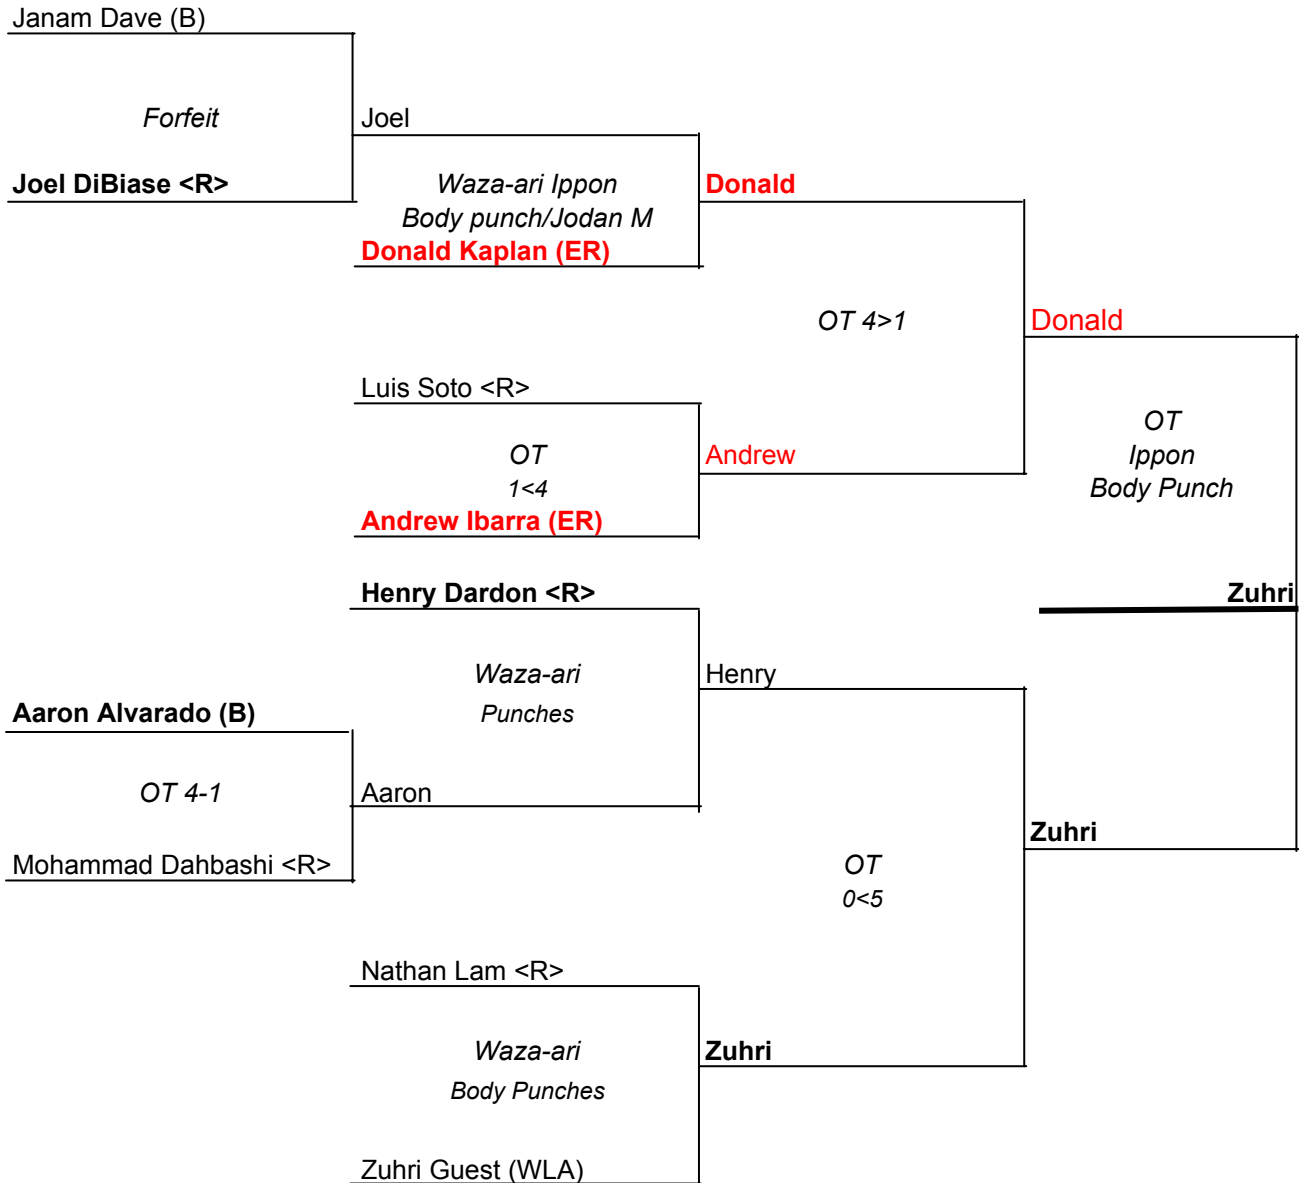 Janam Dave (B)
Forfeit
Joel
Joel DiBiase <R>
Waza-ari Ippon
Body punch/Jodan M
Donald
Donald Kaplan (ER)
OT 4>1
Donald
Luis Soto <R>
OT
1<4
Andrew
Andrew Ibarra (ER)
OT
Ippon
Body Punch
Henry Dardon <R>
Zuhri
Waza-ari
Punches
Henry
Aaron Alvarado (B)
OT 4-1
Aaron
Mohammad Dahbashi <R>
OT
0<5
Zuhri
Nathan Lam <R>
Waza-ari
Body Punches
Zuhri
Zuhri Guest (WLA)